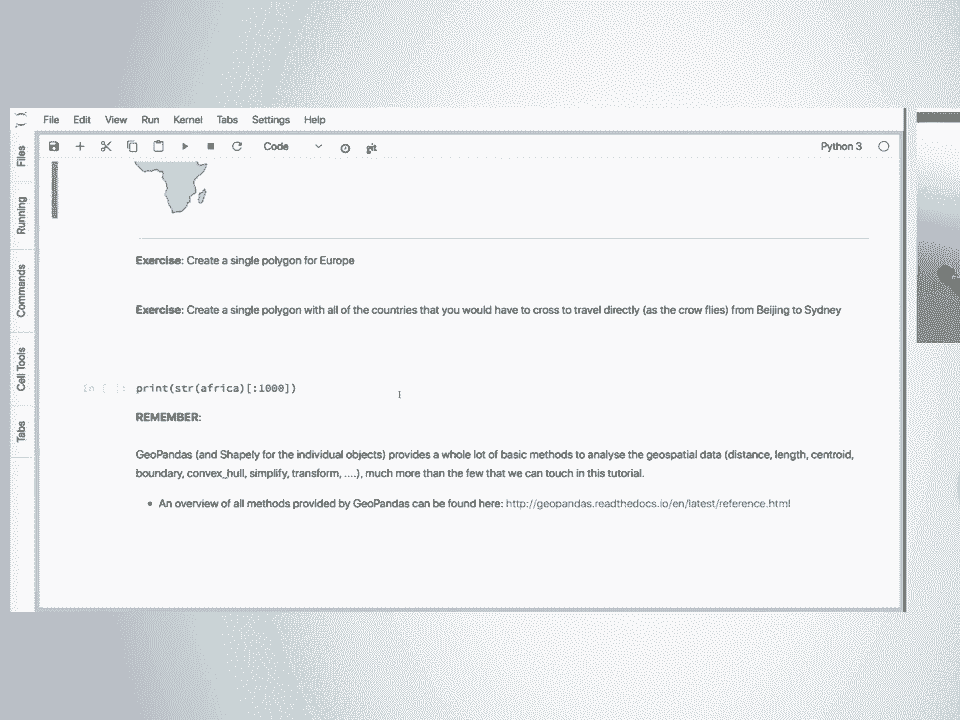 File Edit View Run Kernel Tabs Settings Help
Files
Running
Commands
Cell Tools
Tabs
Code
git
Python 3
Exercise: Create a single polygon for Europe
Exercise: Create a single polygon with all of the countries that you would have to cross to travel directly (as the crow flies) from Beijing to Sydney
In [ ]: print(str(africa)[:1000])
REMEMBER:
GeoPandas (and Shapely for the individual objects) provides a whole lot of basic methods to analyse the geospatial data (distance, length, centroid,
boundary, convex_hull, simplify, transform, ....), much more than the few that we can touch in this tutorial.
• An overview of all methods provided by GeoPandas can be found here: http://geopandas.readthedocs.io/en/latest/reference.html